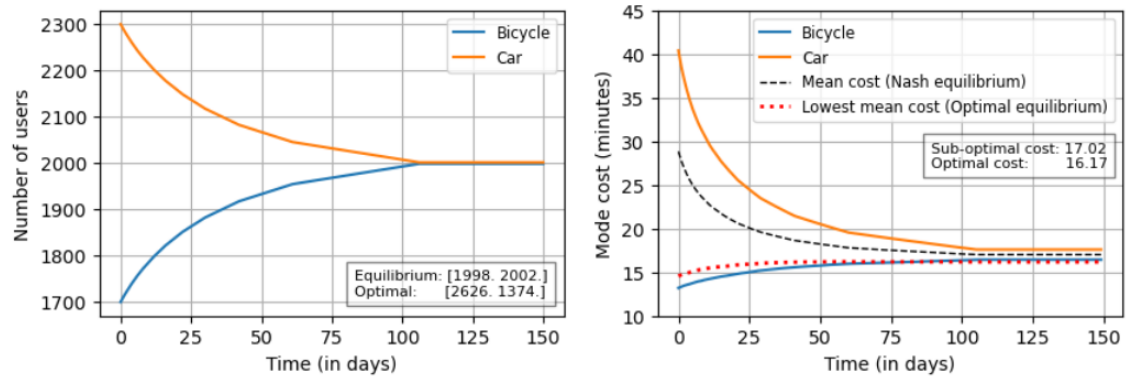 2300
2200
2100
2000
1900
1800
1700
Number of users
Bicycle
Car
Equilibrium: [1998. 2002.]
Optimal: [2626. 1374.]
0
25
50
75
100
125
150
Time (in days)
45
40
35
30
25
20
15
10
Mode cost (minutes)
Bicycle
Car
Mean cost (Nash equilibrium)
Lowest mean cost (Optimal equilibrium)
Sub-optimal cost: 17.02
Optimal cost: 16.17
0
25
50
75
100
125
150
Time (in days)